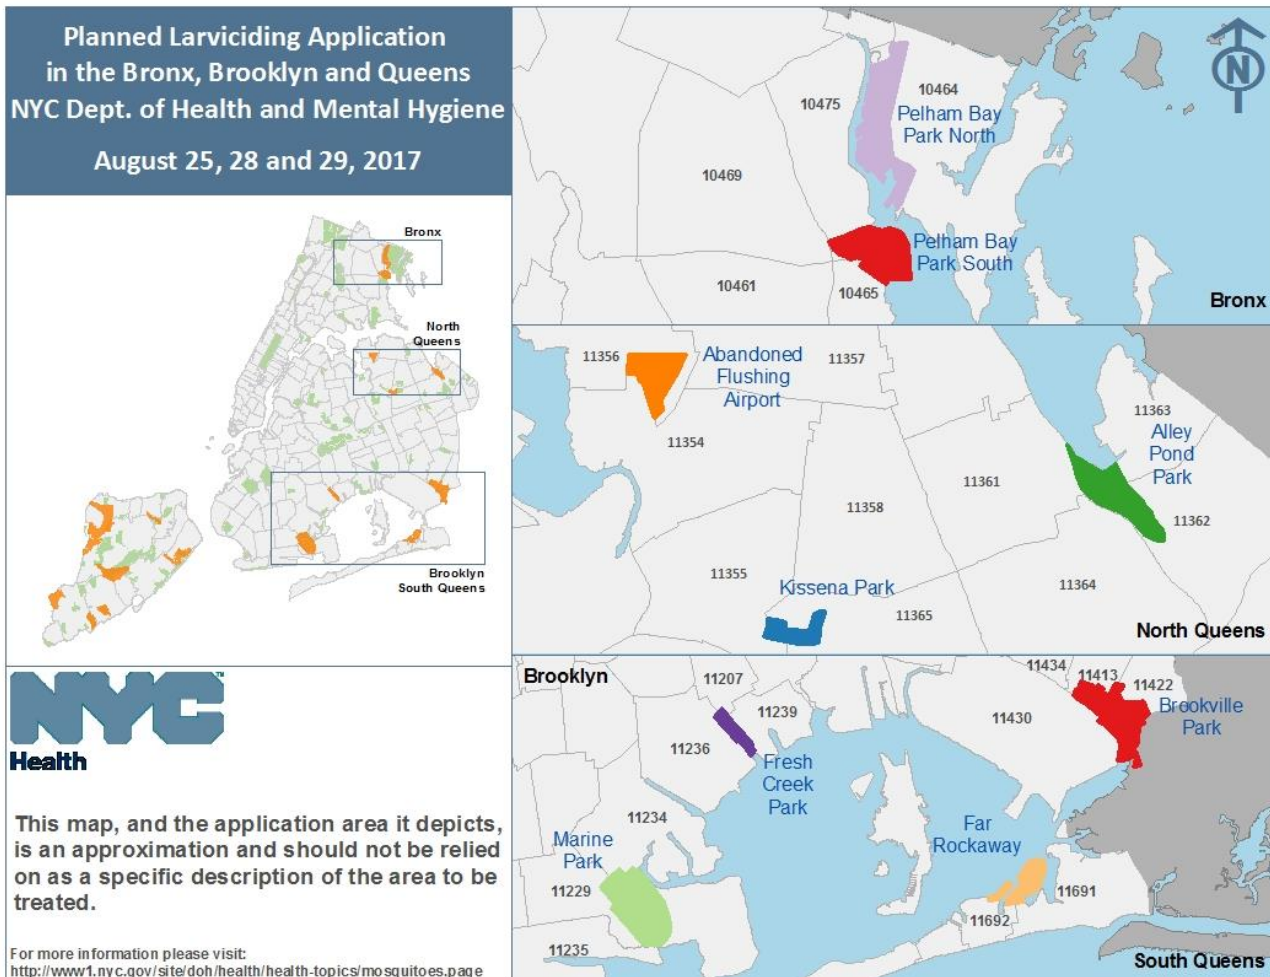 Planned Larviciding Application
in the Bronx, Brooklyn and Queens
NYC Dept. of Health and Mental Hygiene
August 25, 28 and 29, 2017
Bronx
North
Queens
Brooklyn
South Queens
NYC
Health
This map, and the application area it depicts,
is an approximation and should not be relied
on as a specific description of the area to be
treated.
For more information please visit:
http://www1.nyc.gov/site/doh/health/health-topics/mosquitoes.page
N
10475
10464
Pelham Bay
Park North
10469
Pelham Bay
Park South
10461
10465
Bronx
11356
Abandoned
Flushing
Airport
11357
11354
11363
Alley
Pond
Park
11361
11358
11362
11355
Kissena Park
11364
11365
North Queens
Brooklyn
11207
11239
11236
Fresh
Creek
Park
11434
11413
11422
Brookville
Park
11430
11234
Marine
Park
Far
Rockaway
11229
11691
11692
11235
South Queens